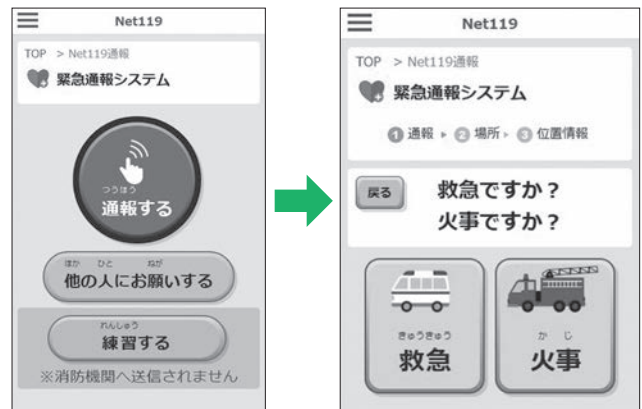 Net119
TOP > Net119通報
緊急通報システム
つうほう
通報する
ほか ひと ねが
他の人にお願いする
れんしゅう
練習する
※消防機関へ送信されません
Net119
TOP > Net119通報
緊急通報システム
1 通報 ▶ 2 場所 ▶ 3 位置情報
戻る
救急ですか？
火事ですか？
きゅうきゅう
救急
かじ
火事